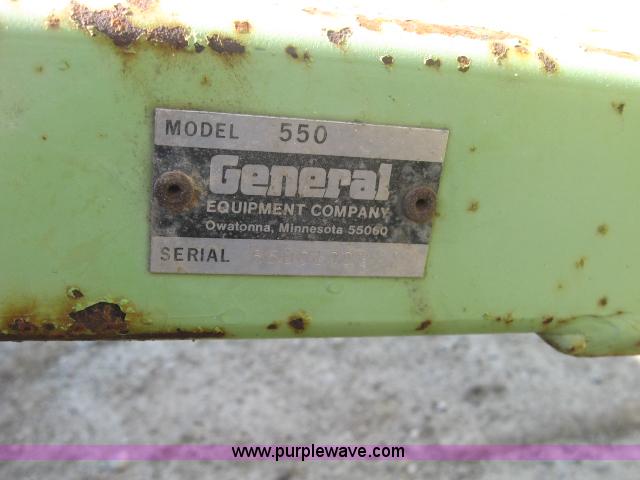 MODEL 550
General
EQUIPMENT COMPANY
Owatonna, Minnesota 55060
SERIAL
www.purplewave.com